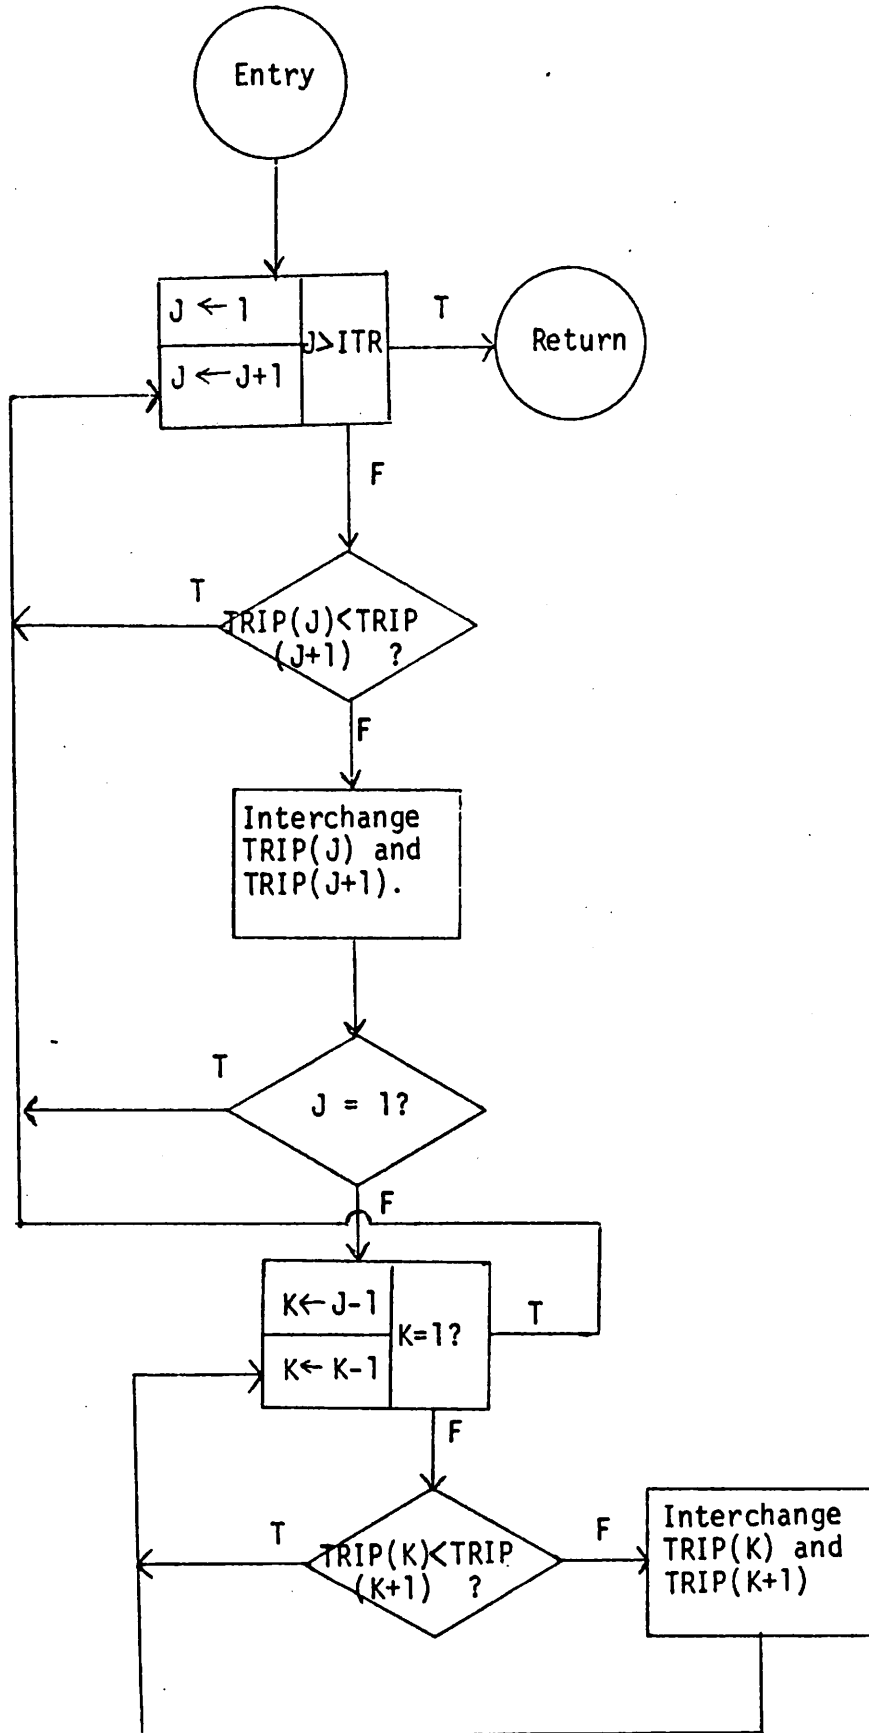 Entry
J ← 1
J ← J+1
J>ITR
T
Return
F
T
TRIP(J)<TRIP
(J+1) ?
F
Interchange
TRIP(J) and
TRIP(J+1).
T
J = 1?
F
K← J-1
K← K-1
K=1?
T
F
T
TRIP(K)<TRIP
(K+1) ?
F
Interchange
TRIP(K) and
TRIP(K+1)